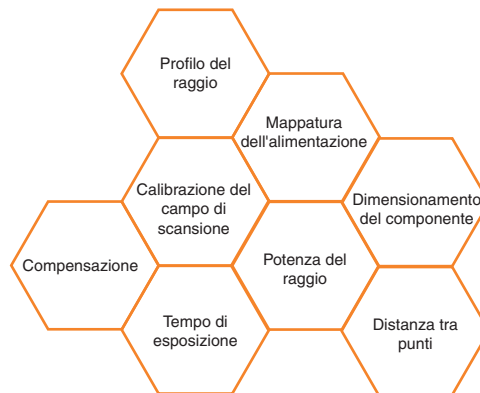 Profilo del
raggio
Mappatura
dell'alimentazione
Calibrazione del
campo di
scansione
Dimensionamento
del componente
Compensazione
Potenza del
raggio
Tempo di
esposizione
Distanza tra
punti